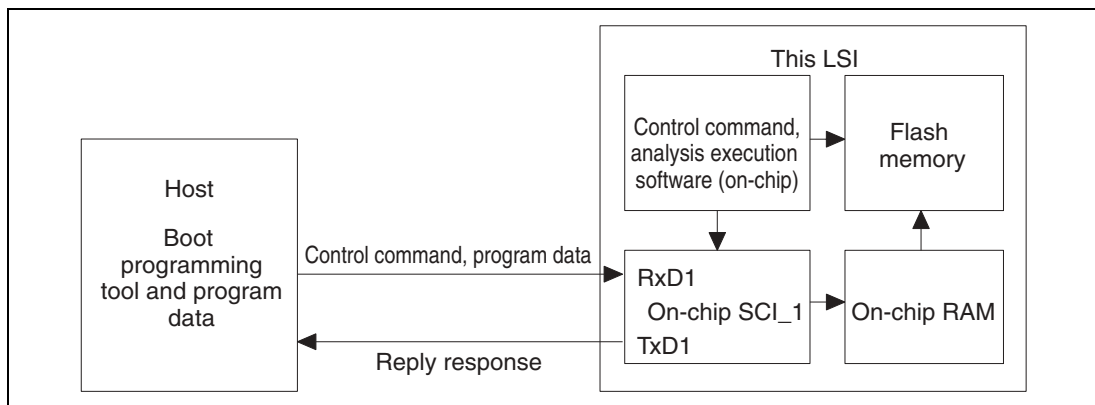 This LSI
Control command,
analysis execution
software (on-chip)
Flash
memory
Host
Boot
programming
tool and program
data
Control command, program data
RxD1
On-chip SCI_1
TxD1
On-chip RAM
Reply response